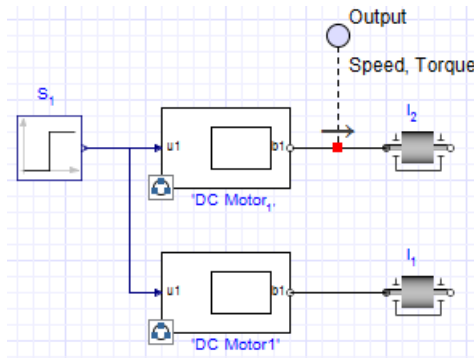 Output
Speed, Torque
S₁
I₂
u1
b1
'DC Motor₁'
I₁
u1
b1
'DC Motor1'